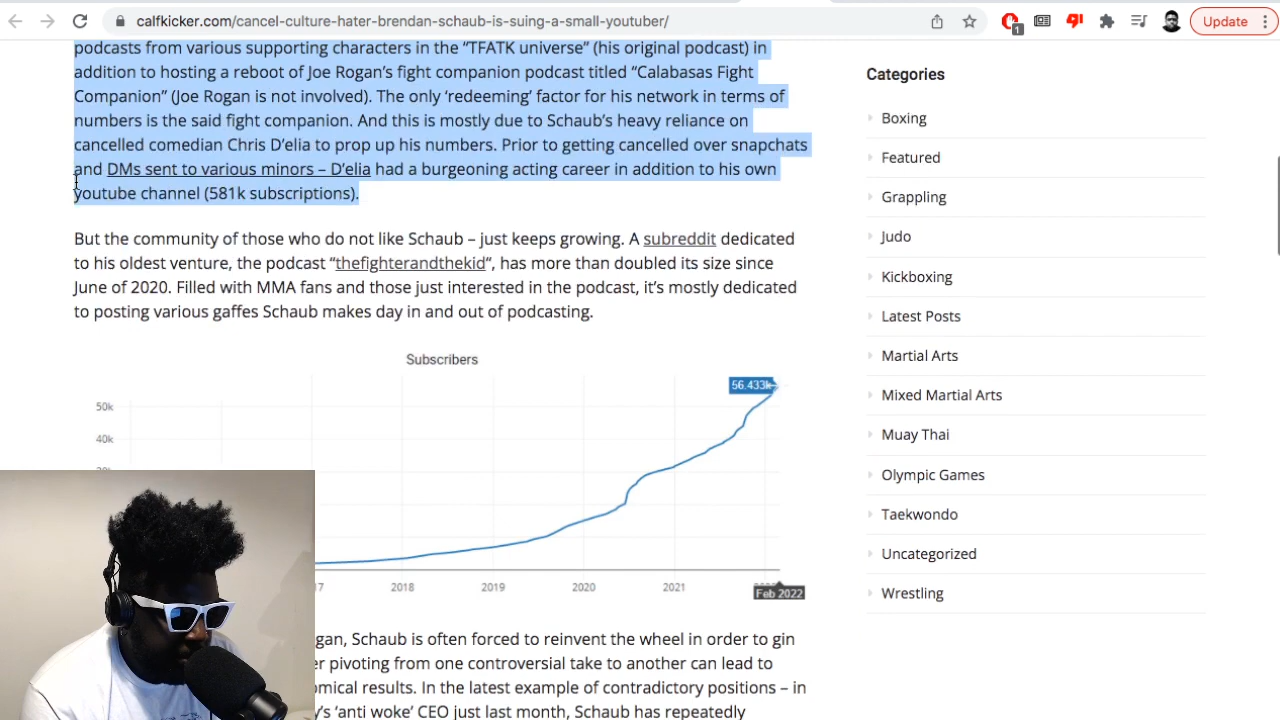 calfkicker.com/cancel-culture-hater-brendan-schaub-is-suing-a-small-youtuber/
1
Update
podcasts from various supporting characters in the “TFATK universe” (his original podcast) in
addition to hosting a reboot of Joe Rogan’s fight companion podcast titled “Calabasas Fight
Companion” (Joe Rogan is not involved). The only ‘redeeming’ factor for his network in terms of
numbers is the said fight companion. And this is mostly due to Schaub’s heavy reliance on
cancelled comedian Chris D’elia to prop up his numbers. Prior to getting cancelled over snapchats
and DMs sent to various minors – D’elia had a burgeoning acting career in addition to his own
youtube channel (581k subscriptions).
But the community of those who do not like Schaub – just keeps growing. A subreddit dedicated
to his oldest venture, the podcast “thefighterandthekid“, has more than doubled its size since
June of 2020. Filled with MMA fans and those just interested in the podcast, it’s mostly dedicated
to posting various gaffes Schaub makes day in and out of podcasting.
Subscribers
56.433k
50k
40k
17 2018 2019 2020 2021
Feb 2022
gan, Schaub is often forced to reinvent the wheel in order to gin
er pivoting from one controversial take to another can lead to
omical results. In the latest example of contradictory positions – in
y’s ‘anti woke’ CEO just last month, Schaub has repeatedly
Categories
Boxing
Featured
Grappling
Judo
Kickboxing
Latest Posts
Martial Arts
Mixed Martial Arts
Muay Thai
Olympic Games
Taekwondo
Uncategorized
Wrestling